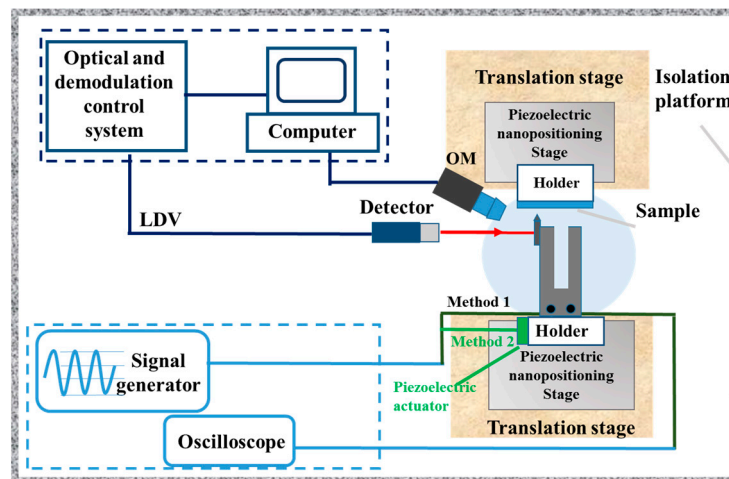 Optical and
demodulation
control
system
Computer
LDV
Detector
OM
Translation stage
Piezoelectric
nanopositioning
Stage
Holder
Isolation
platform
Sample
Method 1
Method 2
Holder
Piezoelectric
nanopositioning
Stage
Piezoelectric
actuator
Translation stage
Signal
generator
Oscilloscope